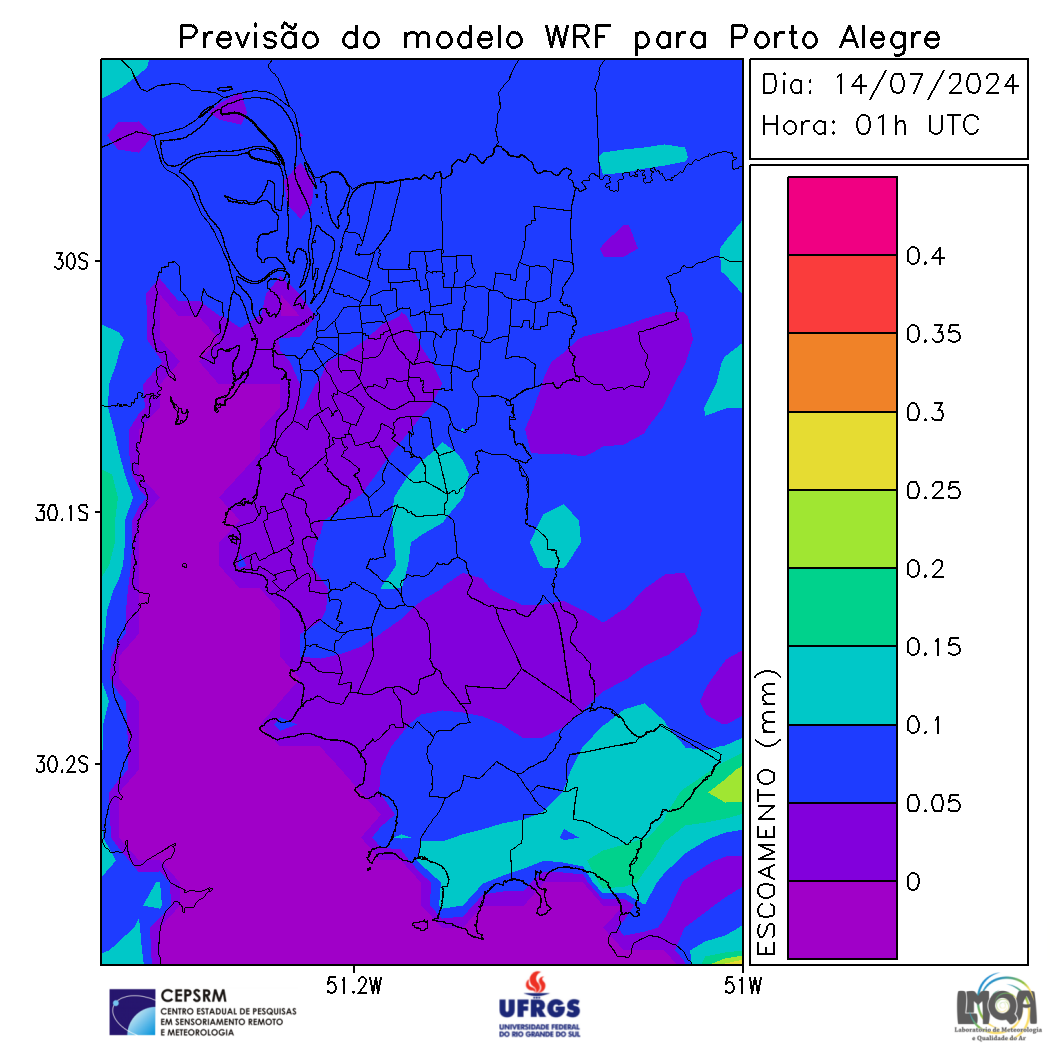 Previsão do modelo WRF para Porto Alegre
Dia: 14/07/2024
Hora: 01h UTC
30S
30.1S
30.2S
51.2W
51W
ESCOAMENTO (mm)
0.4
0.35
0.3
0.25
0.2
0.15
0.1
0.05
0
CEPSRM
CENTRO ESTADUAL DE PESQUISAS
EM SENSORIAMENTO REMOTO
E METEOROLOGIA
UFRGS
UNIVERSIDADE FEDERAL
DO RIO GRANDE DO SUL
LMQA
Laboratório de Meteorologia
e Qualidade do Ar